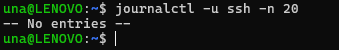 una@LENOVO:~$ journalctl -u ssh -n 20
-- No entries --
una@LENOVO:~$